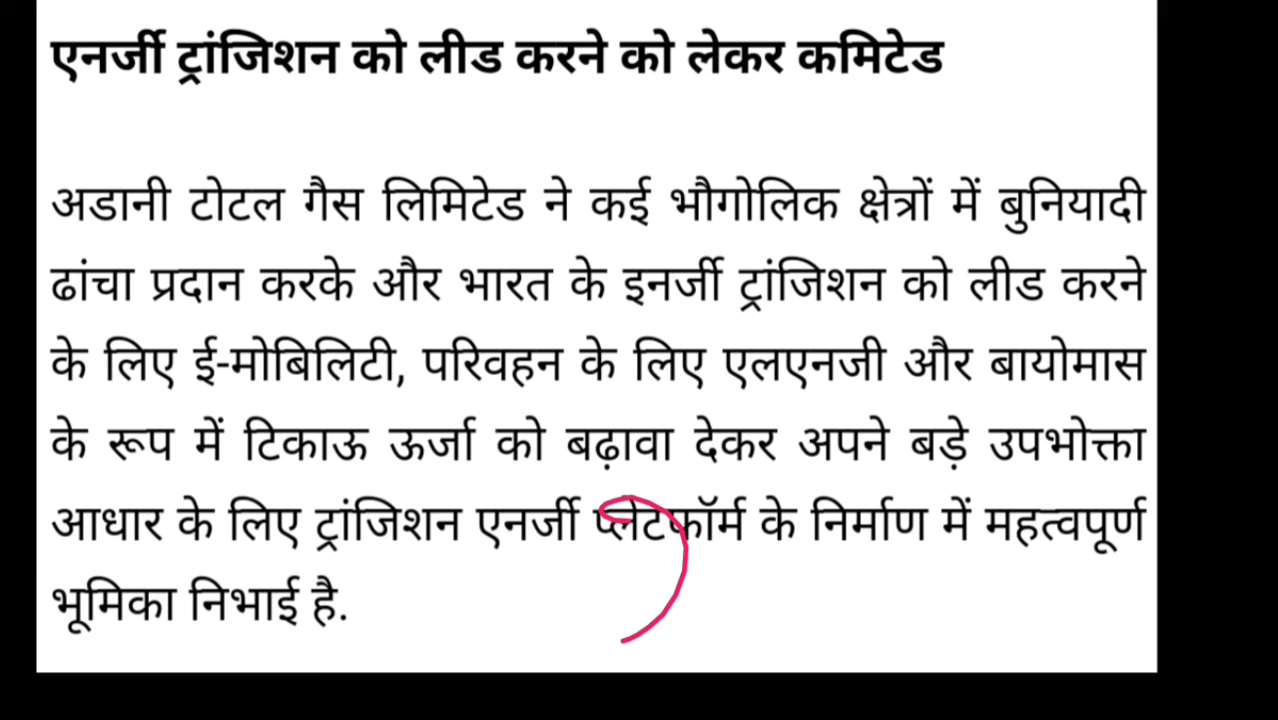 एनर्जी ट्रांजिशन को लीड करने को लेकर कमिटेड
अडानी टोटल गैस लिमिटेड ने कई भौगोलिक क्षेत्रों में बुनियादी
ढांचा प्रदान करके और भारत के इनर्जी ट्रांजिशन को लीड करने
के लिए ई-मोबिलिटी, परिवहन के लिए एलएनजी और बायोमास
के रूप में टिकाऊ ऊर्जा को बढ़ावा देकर अपने बड़े उपभोक्ता
आधार के लिए ट्रांजिशन एनर्जी प्लेटफॉर्म के निर्माण में महत्वपूर्ण
भूमिका निभाई है.